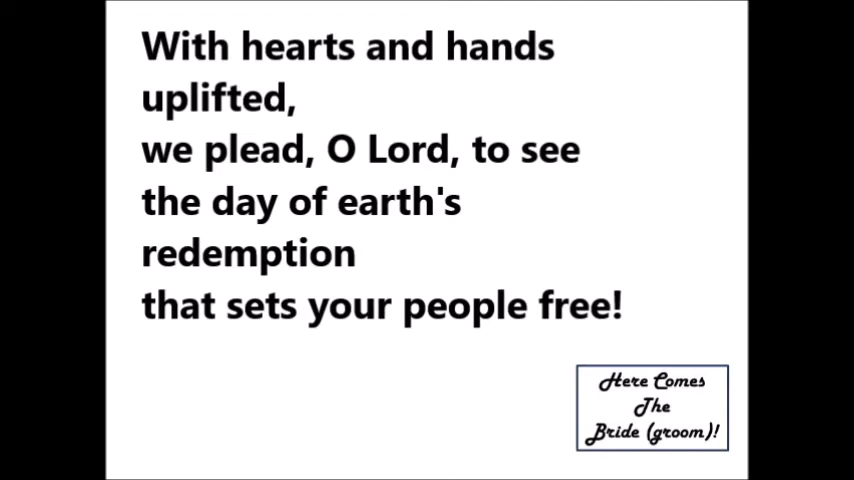 With hearts and hands
uplifted,
we plead, O Lord, to see
the day of earth's
redemption
that sets your people free!
Here Comes
The
Bride (groom)!